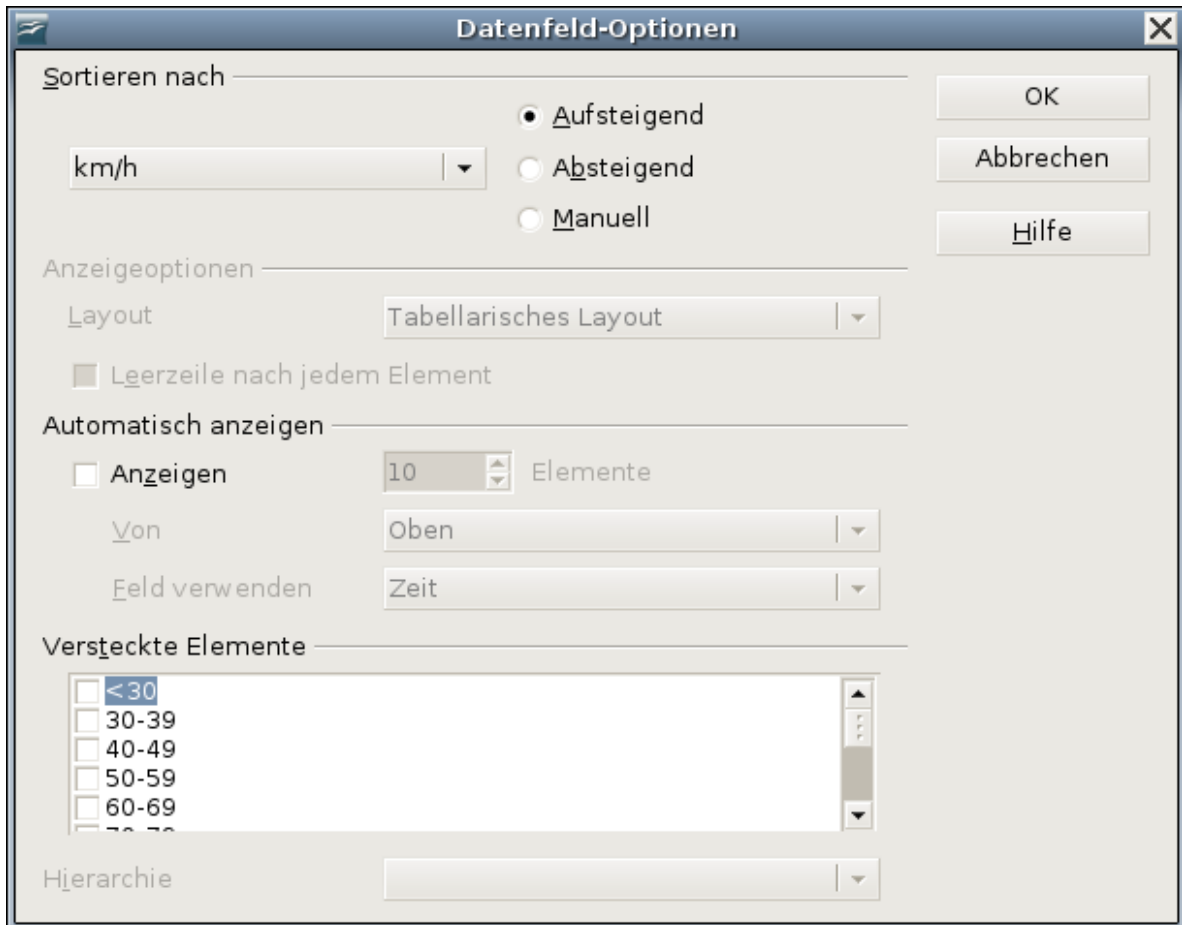 Datenfeld-Optionen
Sortieren nach
km/h
Aufsteigend
Absteigend
Manuell
OK
Abbrechen
Hilfe
Anzeigeoptionen
Layout Tabellarisches Layout
Leerzeile nach jedem Element
Automatisch anzeigen
Anzeigen 10 Elemente
Von Oben
Feld verwenden Zeit
Versteckte Elemente
<30
30-39
40-49
50-59
60-69
Hierarchie